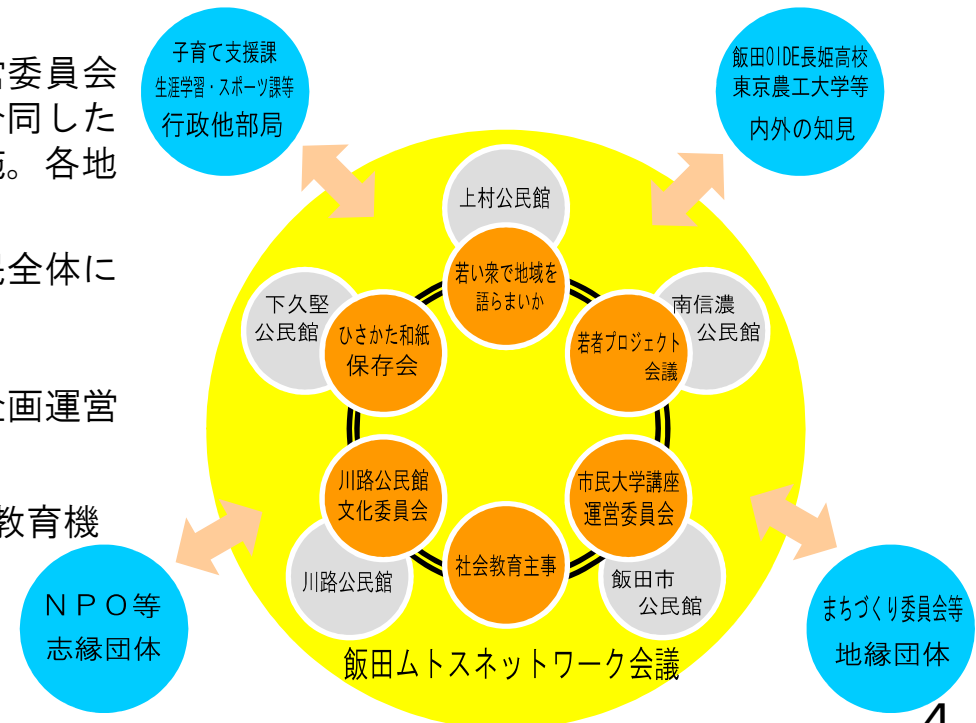 営委員会
合同した
施。各地
民全体に
企画運営
教育機
子育て支援課
生涯学習・スポーツ課等
行政他部局
飯田OIDE長姫高校
東京農工大学等
内外の知見
上村公民館
若い衆で地域を
語らまいか
下久堅
公民館
ひさかた和紙
保存会
南信濃
公民館
若者プロジェクト
会議
川路公民館
文化委員会
市民大学講座
運営委員会
社会教育主事
川路公民館
飯田市
公民館
飯田ムトスネットワーク会議
NPO等
志縁団体
まちづくり委員会等
地縁団体
4